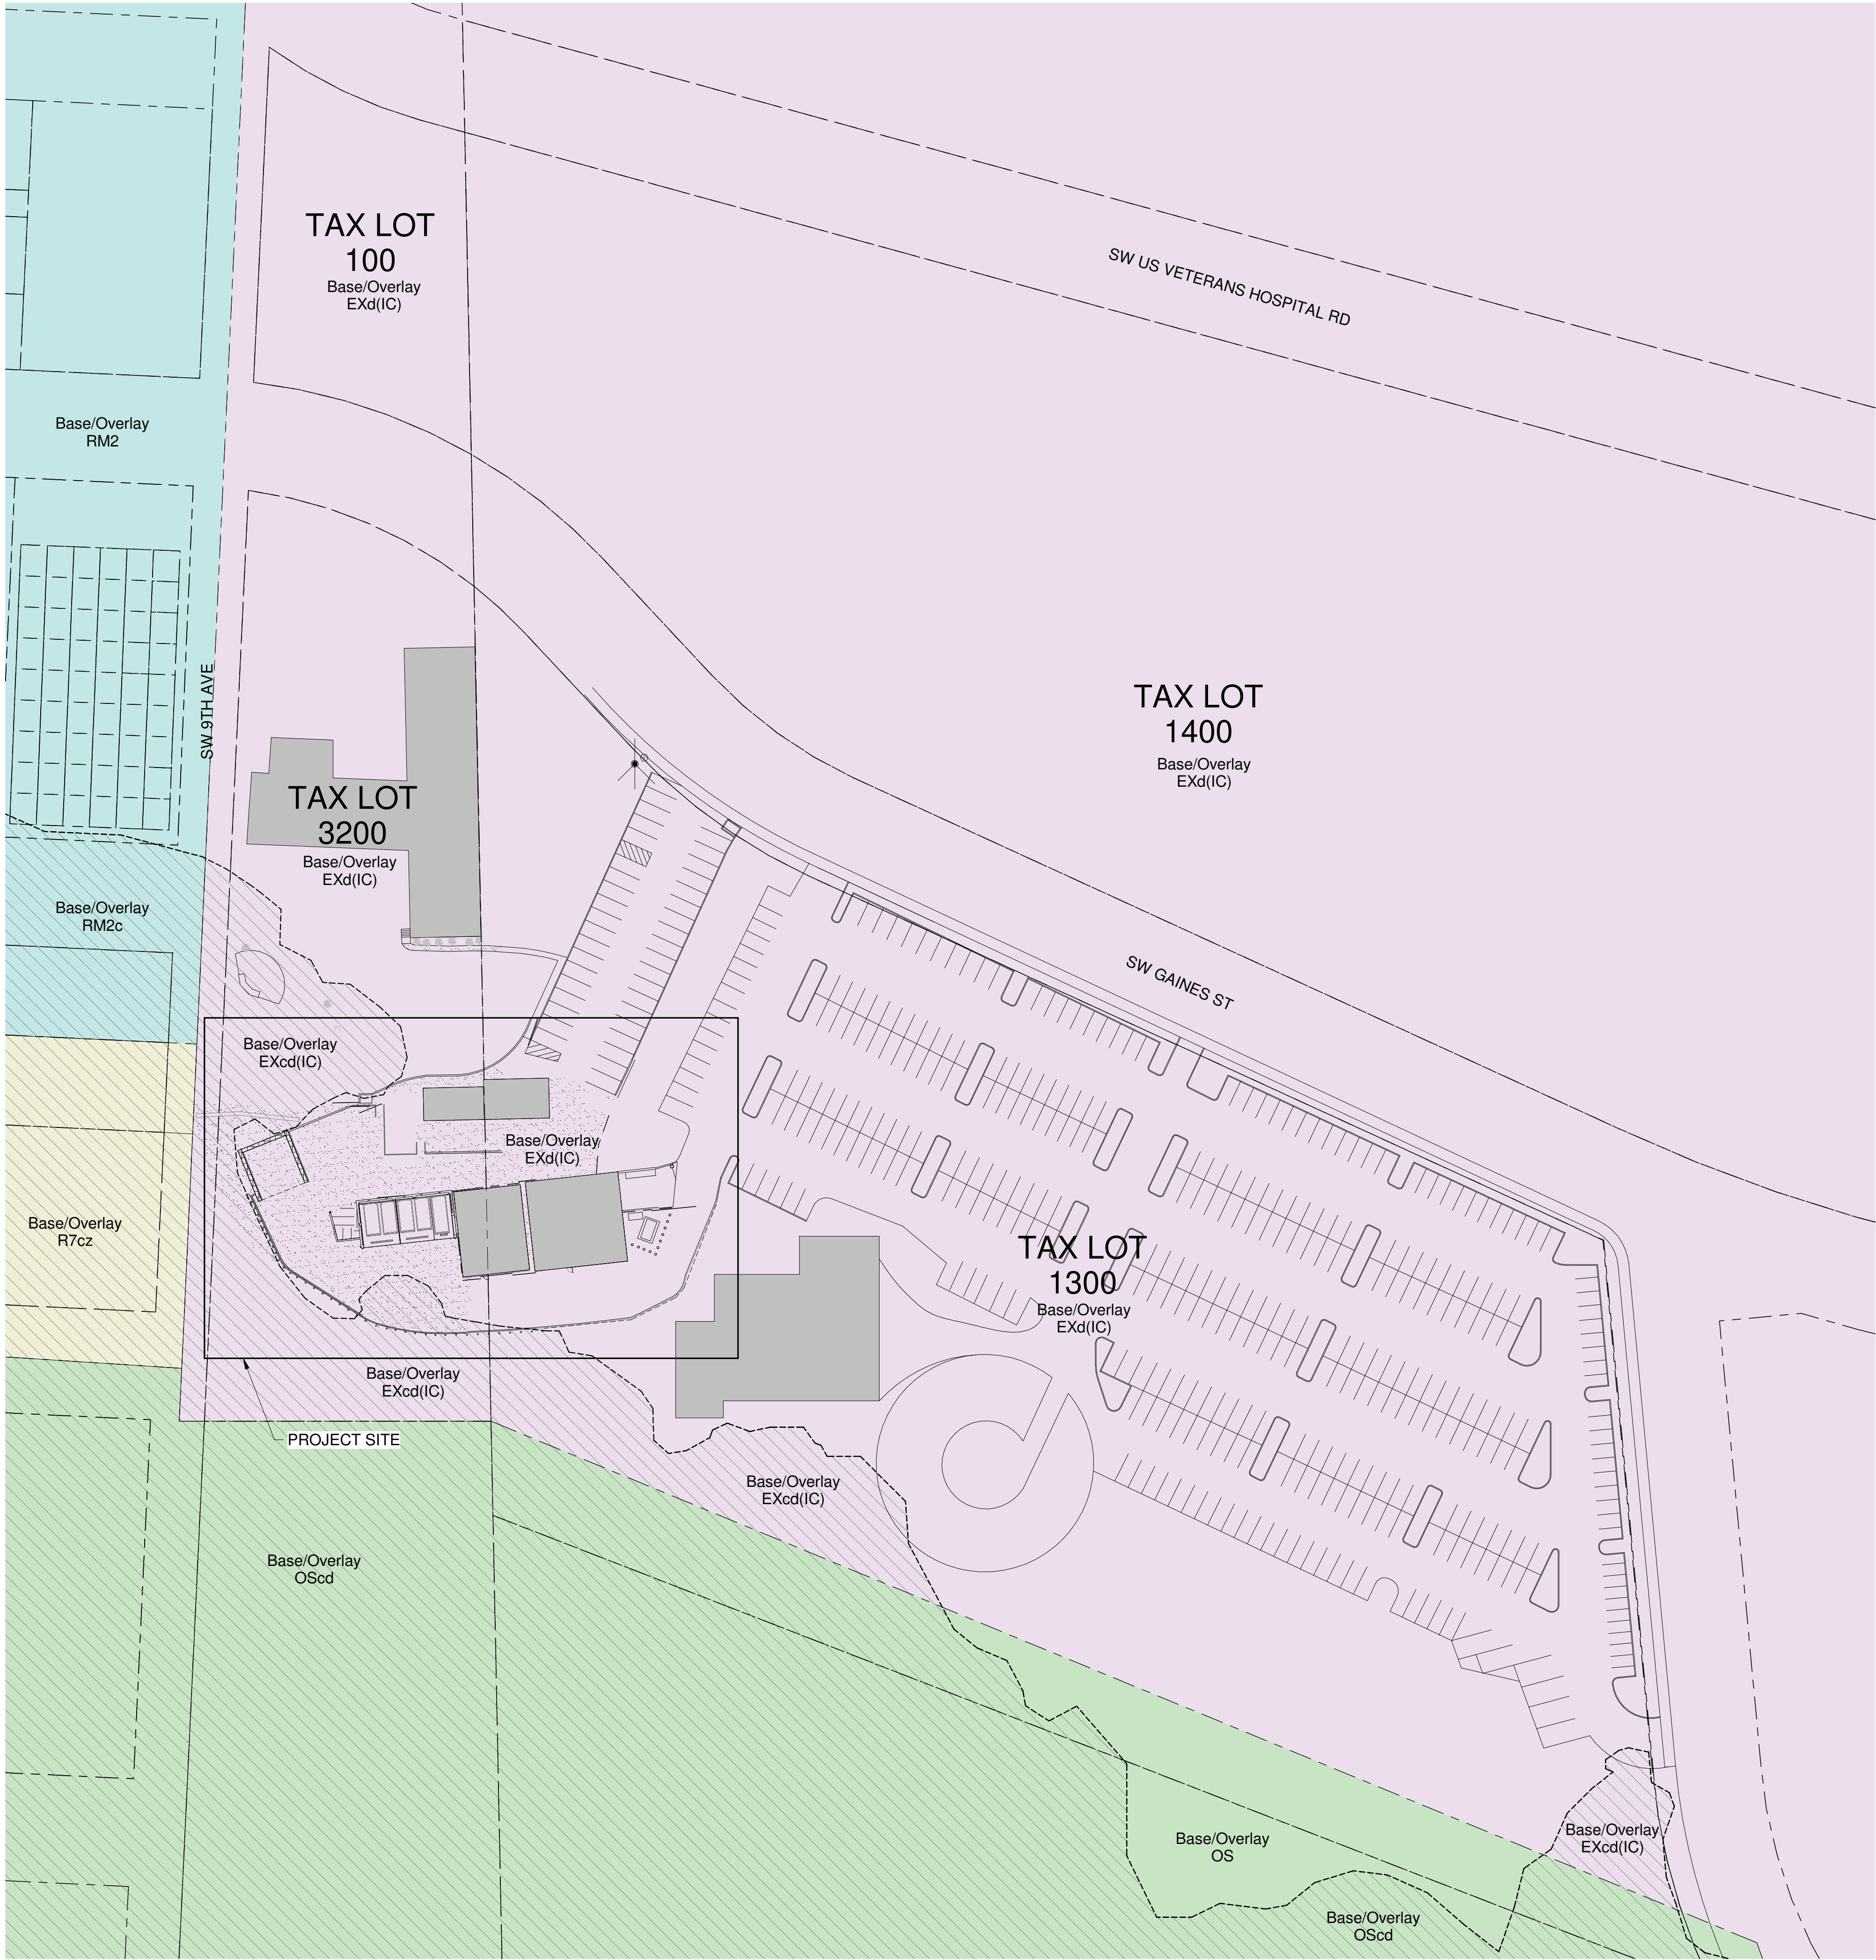 TAX LOT
100
Base/Overlay
EXd(IC)
SW US VETERANS HOSPITAL RD
Base/Overlay
RM2
SW 9TH AVE
TAX LOT
1400
Base/Overlay
EXd(IC)
TAX LOT
3200
Base/Overlay
EXd(IC)
Base/Overlay
RM2c
SW GAINES ST
Base/Overlay
EXcd(IC)
Base/Overlay
EXd(IC)
Base/Overlay
R7cz
TAX LOT
1300
Base/Overlay
EXd(IC)
Base/Overlay
EXcd(IC)
PROJECT SITE
Base/Overlay
EXcd(IC)
Base/Overlay
OScd
Base/Overlay
OS
Base/Overlay
EXcd(IC)
Base/Overlay
OScd